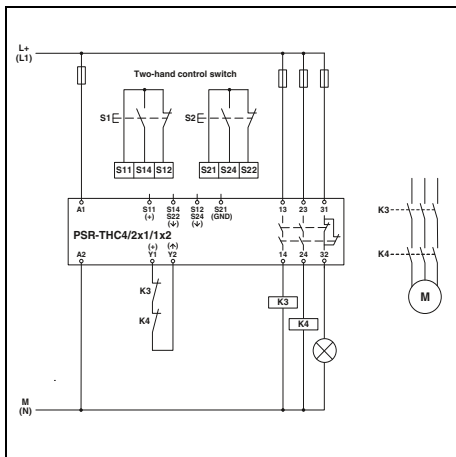 L+
(L1)
Two-hand control switch
S1 S2
S11 S14 S12 S21 S24 S22
A1 S11 S14 S12 S21 13 23 31
(+) S22 S24 (GND)
(↓) (↓)
PSR-THC4/2x1/1x2
(+) (↑)
A2 Y1 Y2 14 24 32
K3
K4
K3
K4
K3
K4
M
M
(N)